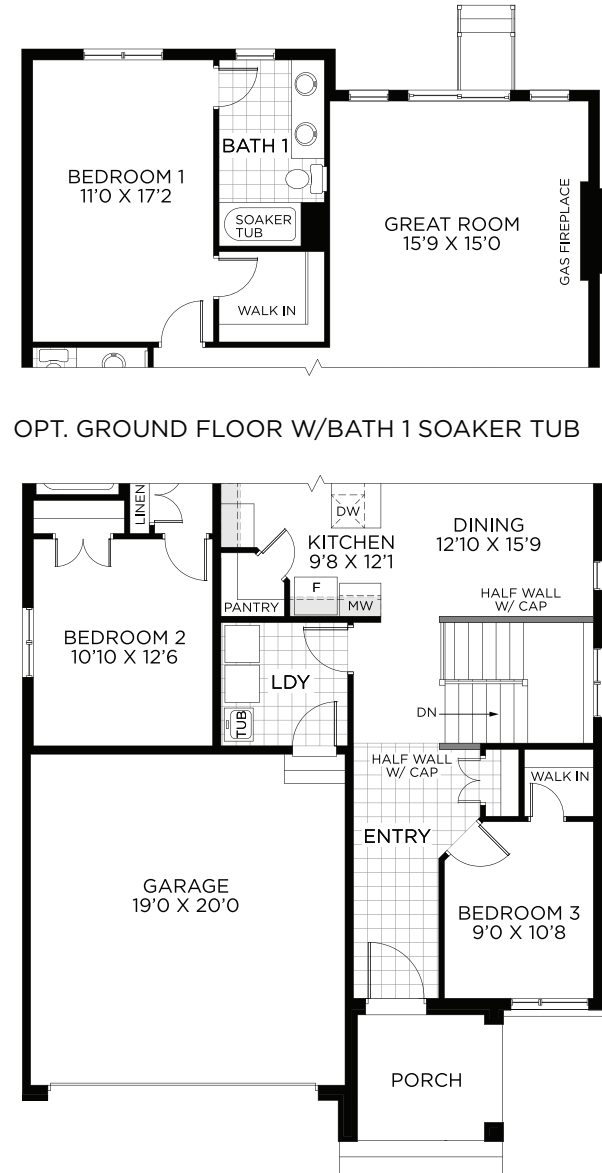 BEDROOM 1
11'0 X 17'2
BATH 1
SOAKER
TUB
WALK IN
GREAT ROOM
15'9 X 15'0
GAS FIREPLACE
OPT. GROUND FLOOR W/BATH 1 SOAKER TUB
LINEN
DW
KITCHEN
9'8 X 12'1
DINING
12'10 X 15'9
PANTRY
F
MW
HALF WALL
W/ CAP
BEDROOM 2
10'10 X 12'6
LDY
TUB
DN
HALF WALL
W/ CAP
WALK IN
ENTRY
GARAGE
19'0 X 20'0
BEDROOM 3
9'0 X 10'8
PORCH